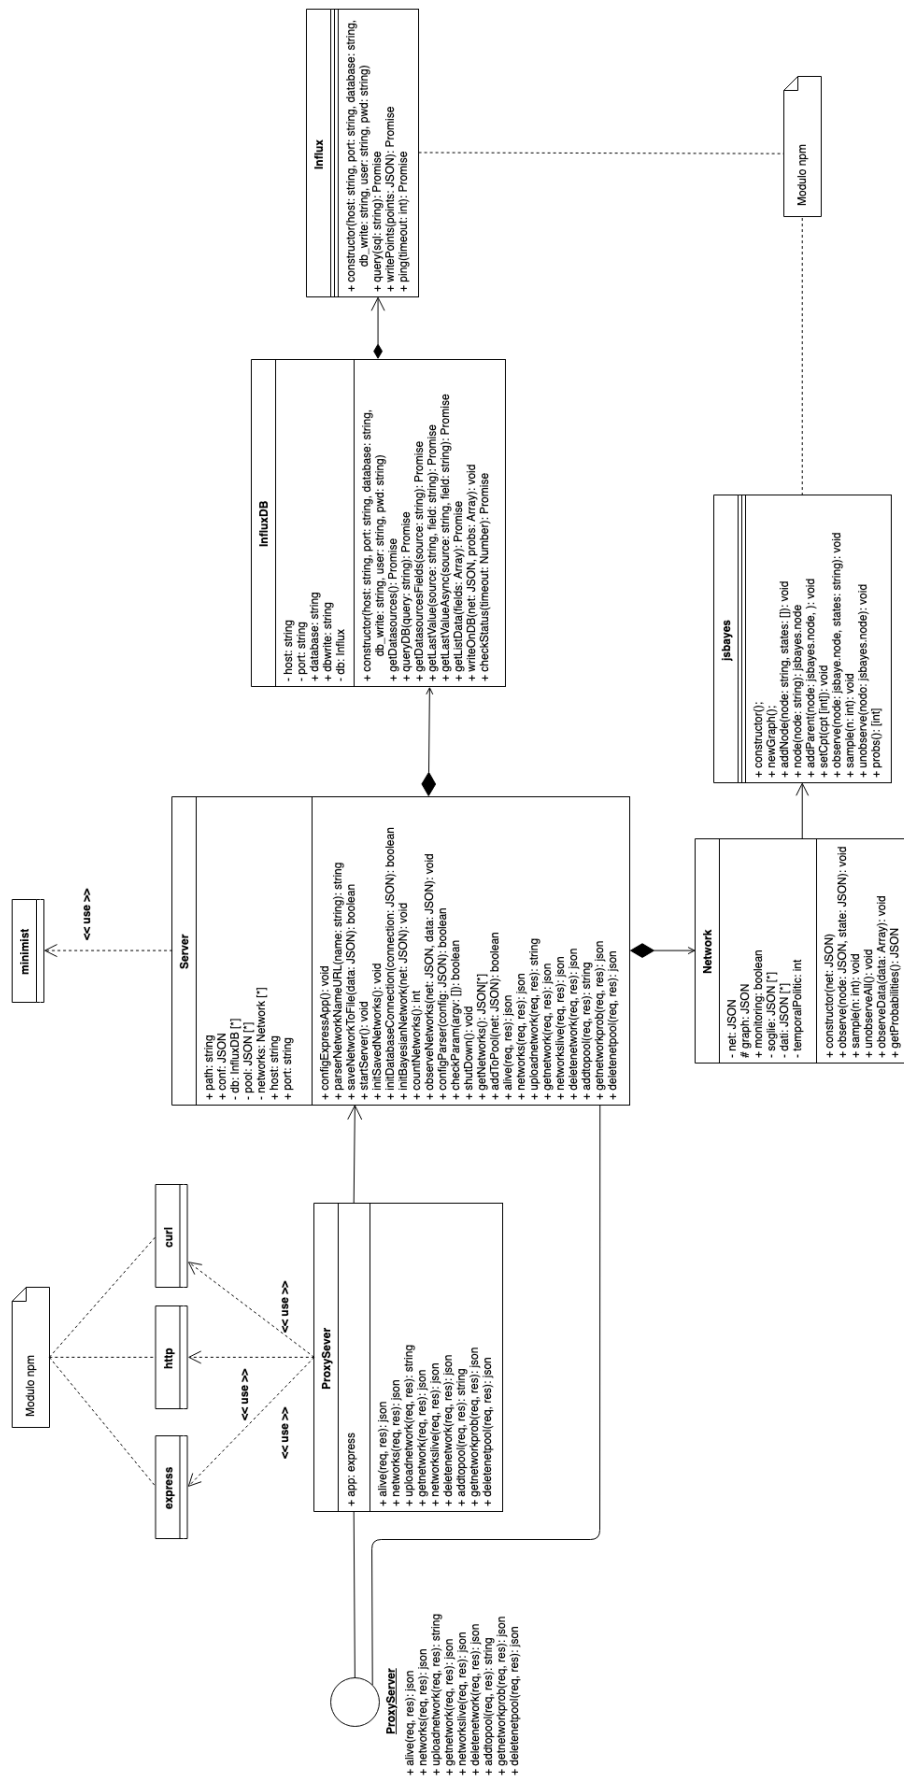 Modulo npm
express
http
curl
<< use >>
<< use >>
<< use >>
minimist
<< use >>
ProxyServer
+ alive(req, res): json
+ networks(req, res): json
+ uploadnetwork(req, res): string
+ getnetwork(req, res): json
+ networkslive(req, res): json
+ deletenetwork(req, res): json
+ addtopool(req, res): string
+ getnetworkprob(req, res): json
+ deletenetpool(req, res): json
ProxySever
+ app: express
+ alive(req, res): json
+ networks(req, res): json
+ uploadnetwork(req, res): string
+ getnetwork(req, res): json
+ networkslive(req, res): json
+ deletenetwork(req, res): json
+ addtopool(req, res): string
+ getnetworkprob(req, res): json
+ deletenetpool(req, res): json
Server
+ path: string
+ conf: JSON
- db: InfluxDB [*]
- pool: JSON [*]
- networks: Network [*]
+ host: string
+ port: string
+ configExpressApp(): void
+ parserNetworkNameURL(name: string): string
+ saveNetworkToFile(data: JSON): boolean
+ startServer(): void
+ initSavedNetworks(): void
+ initDatabaseConnection(connection: JSON): boolean
+ initBayesianNetwork(net: JSON): void
+ countNetworks(): int
+ observeNetworks(net: JSON, data: JSON): void
+ configParser(config: JSON): boolean
+ checkParam(argv: []): boolean
+ shutDown(): void
+ getNetworks(): JSON[*]
+ addToPool(net: JSON): boolean
+ alive(req, res): json
+ networks(req, res): json
+ uploadnetwork(req, res): string
+ getnetwork(req, res): json
+ networkslive(req, res): json
+ deletenetwork(req, res): json
+ addtopool(req, res): string
+ getnetworkprob(req, res): json
+ deletenetpool(req, res): json
InfluxDB
- host: string
- port: string
+ database: string
+ dbwrite: string
- db: Influx
+ constructor(host: string, port: string, database: string,
db_write: string, user: string, pwd: string)
+ getDatasources(): Promise
+ queryDB(query: string): Promise
+ getDatasourcesFields(source: string): Promise
+ getLastValue(source: string, field: string): Promise
+ getLastValueAsync(source: string, field: string): Promise
+ getListData(fields: Array): Promise
+ writeOnDB(net: JSON, probs: Array): void
+ checkStatus(timeout: Number): Promise
Influx
+ constructor(host: string, port: string, database: string,
db_write: string, user: string, pwd: string)
+ query(sql: string): Promise
+ writePoints(points: JSON): Promise
+ ping(timeout: int): Promise
Network
- net: JSON
# graph: JSON
+ monitoring: boolean
- soglie: JSON [*]
- dati: JSON [*]
- temporalPolitic: int
+ constructor(net: JSON)
+ observe(node: JSON, state: JSON): void
+ sample(n: int): void
+ unobserveAll(): void
+ observeData(data: Array): void
+ getProbabilities(): JSON
jsbayes
+ constructor();
+ newGraph();
+ addNode(node: string, states: []): void
+ node(node: string): jsbayes.node
+ addParent(node: jsbayes.node, ): void
+ setCpt(cpt [int]): void
+ observe(node: jsbaye.node, states: string): void
+ sample(n: int): void
+ unobserve(nodo: jsbayes.node): void
+ probs(): [int]
Modulo npm